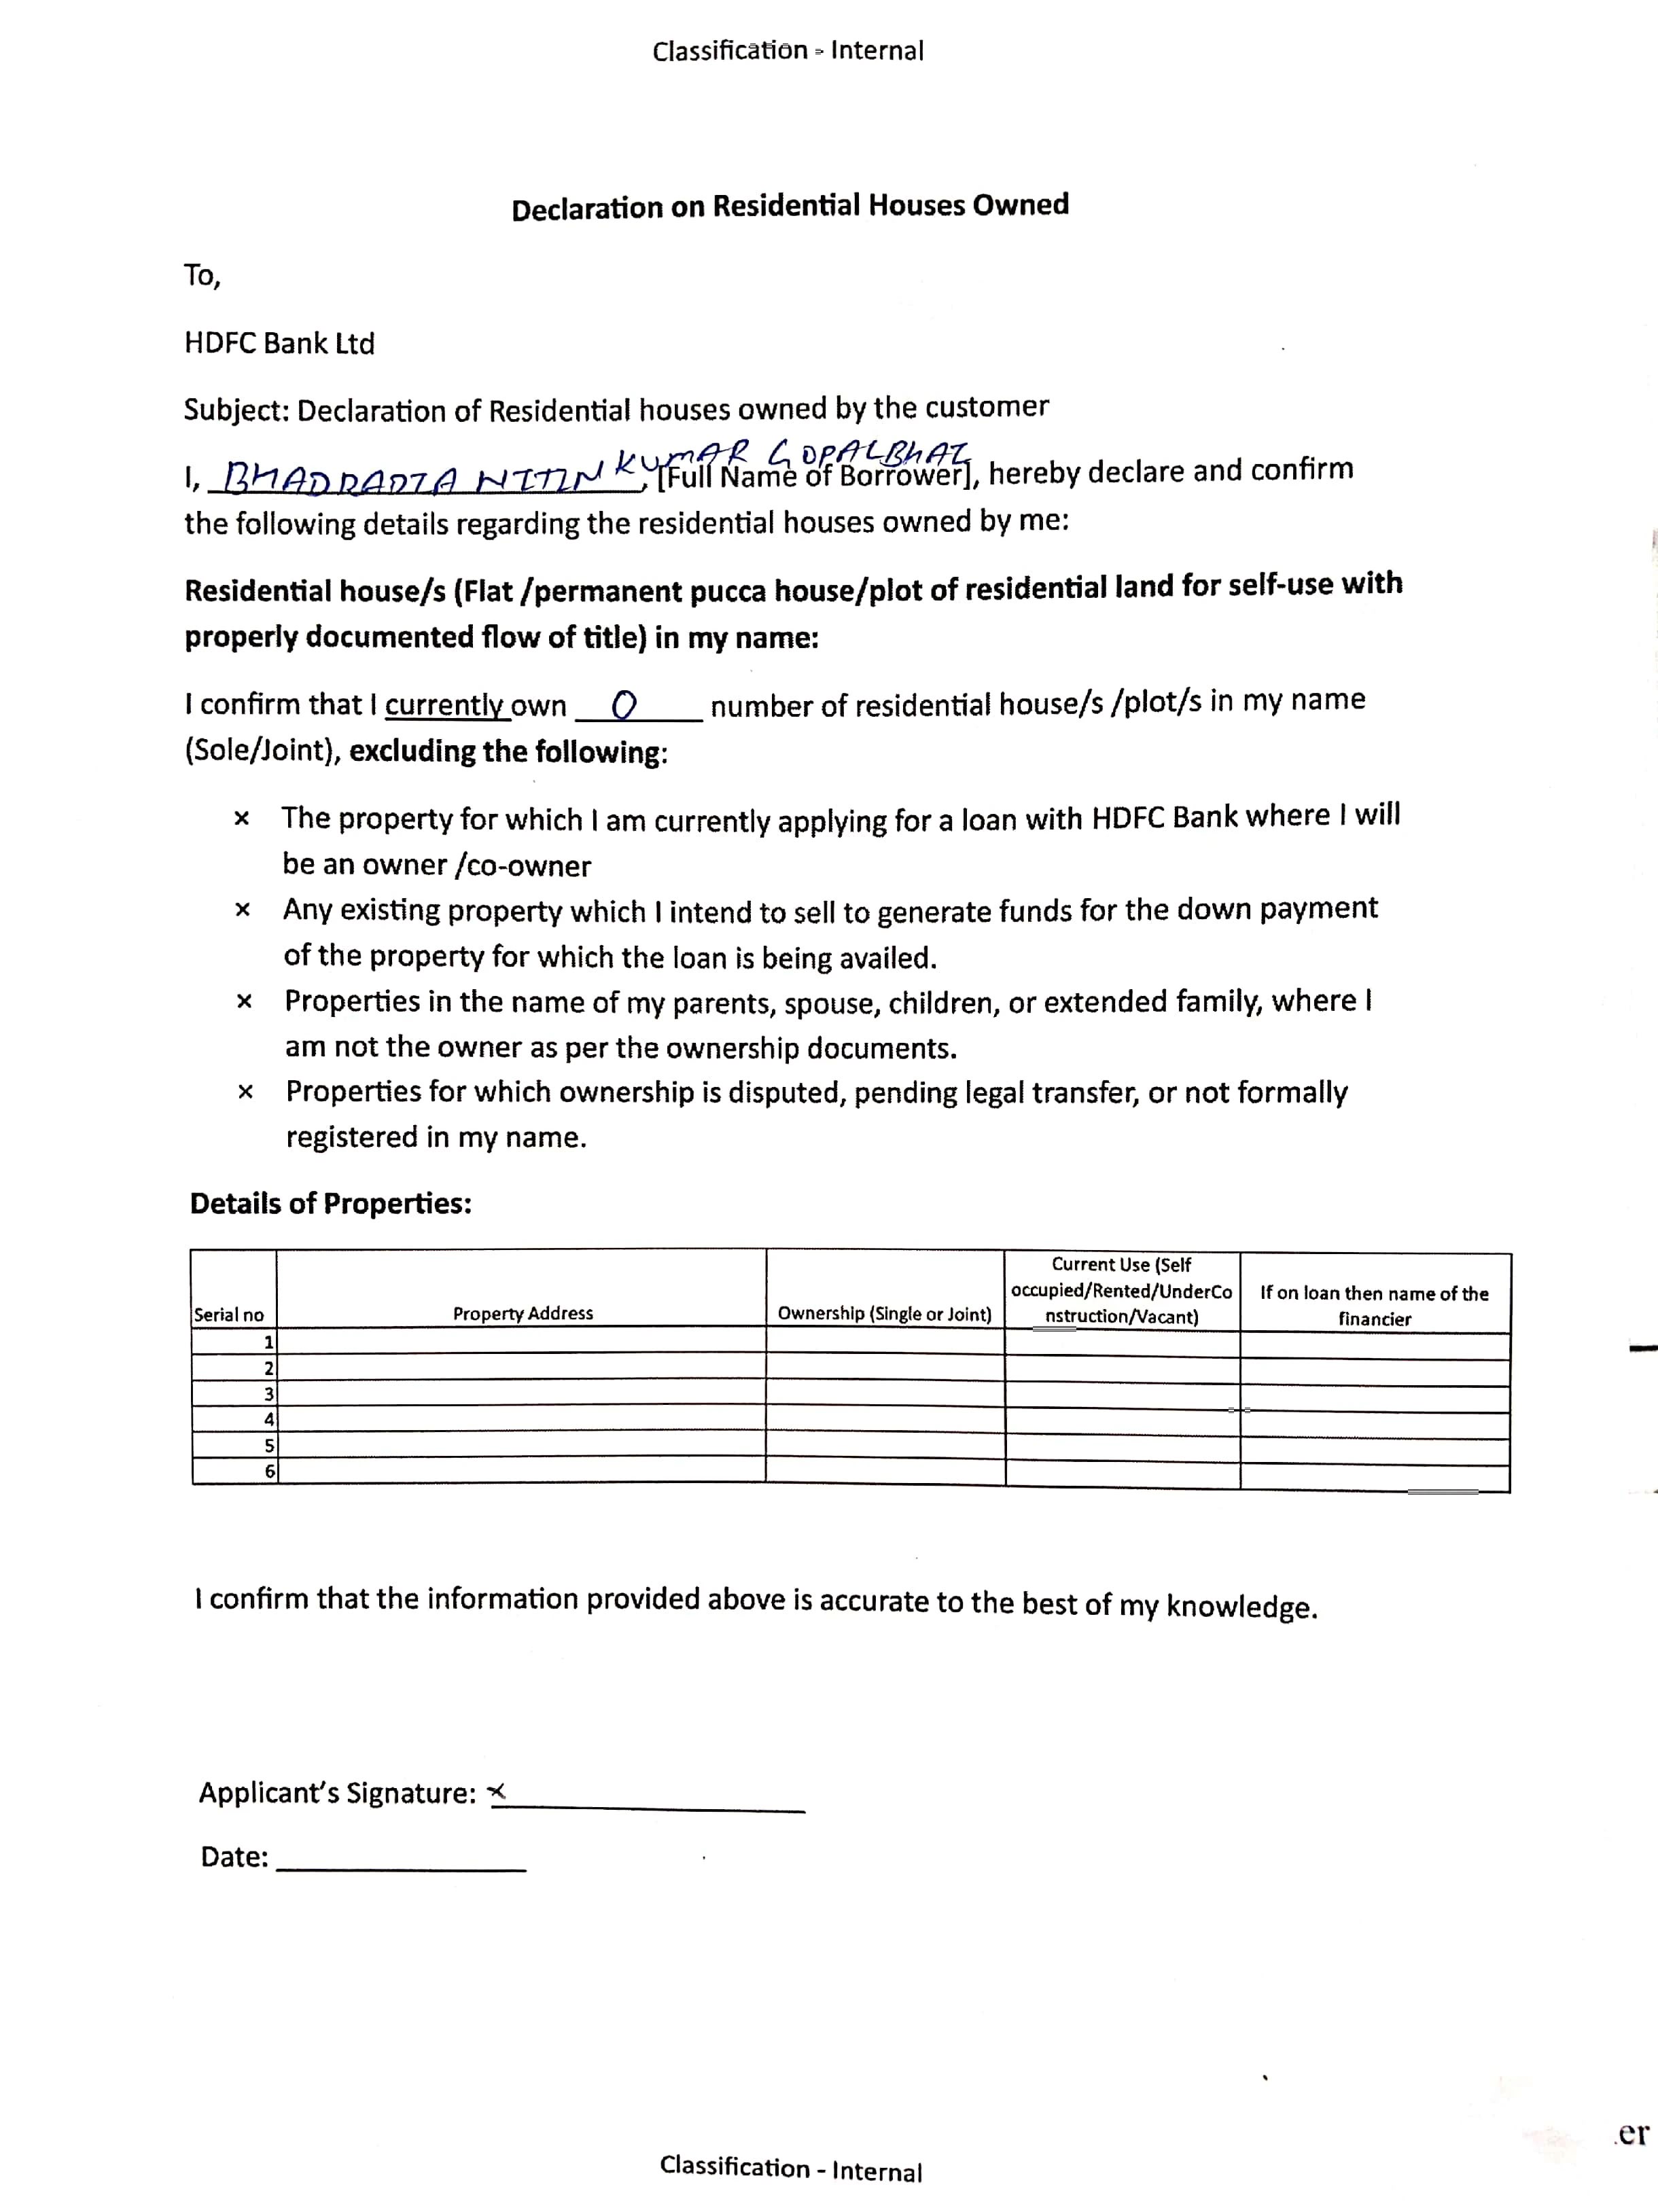 Classification - Internal
Declaration on Residential Houses Owned
To,
HDFC Bank Ltd
Subject: Declaration of Residential houses owned by the customer
I, BHADRADIA NITIN KUMAR GOPALBHAI, [Full Name of Borrower], hereby declare and confirm
the following details regarding the residential houses owned by me:
Residential house/s (Flat /permanent pucca house/plot of residential land for self-use with
properly documented flow of title) in my name:
I confirm that I currently own 0 number of residential house/s /plot/s in my name
(Sole/Joint), excluding the following:
× The property for which I am currently applying for a loan with HDFC Bank where I will
be an owner /co-owner
× Any existing property which I intend to sell to generate funds for the down payment
of the property for which the loan is being availed.
× Properties in the name of my parents, spouse, children, or extended family, where I
am not the owner as per the ownership documents.
× Properties for which ownership is disputed, pending legal transfer, or not formally
registered in my name.
Details of Properties:
Serial no Property Address Ownership (Single or Joint) Current Use (Self occupied/Rented/UnderConstruction/Vacant) If on loan then name of the financier
1
2
3
4
5
6
I confirm that the information provided above is accurate to the best of my knowledge.
Applicant's Signature: ×
Date:
er
Classification - Internal